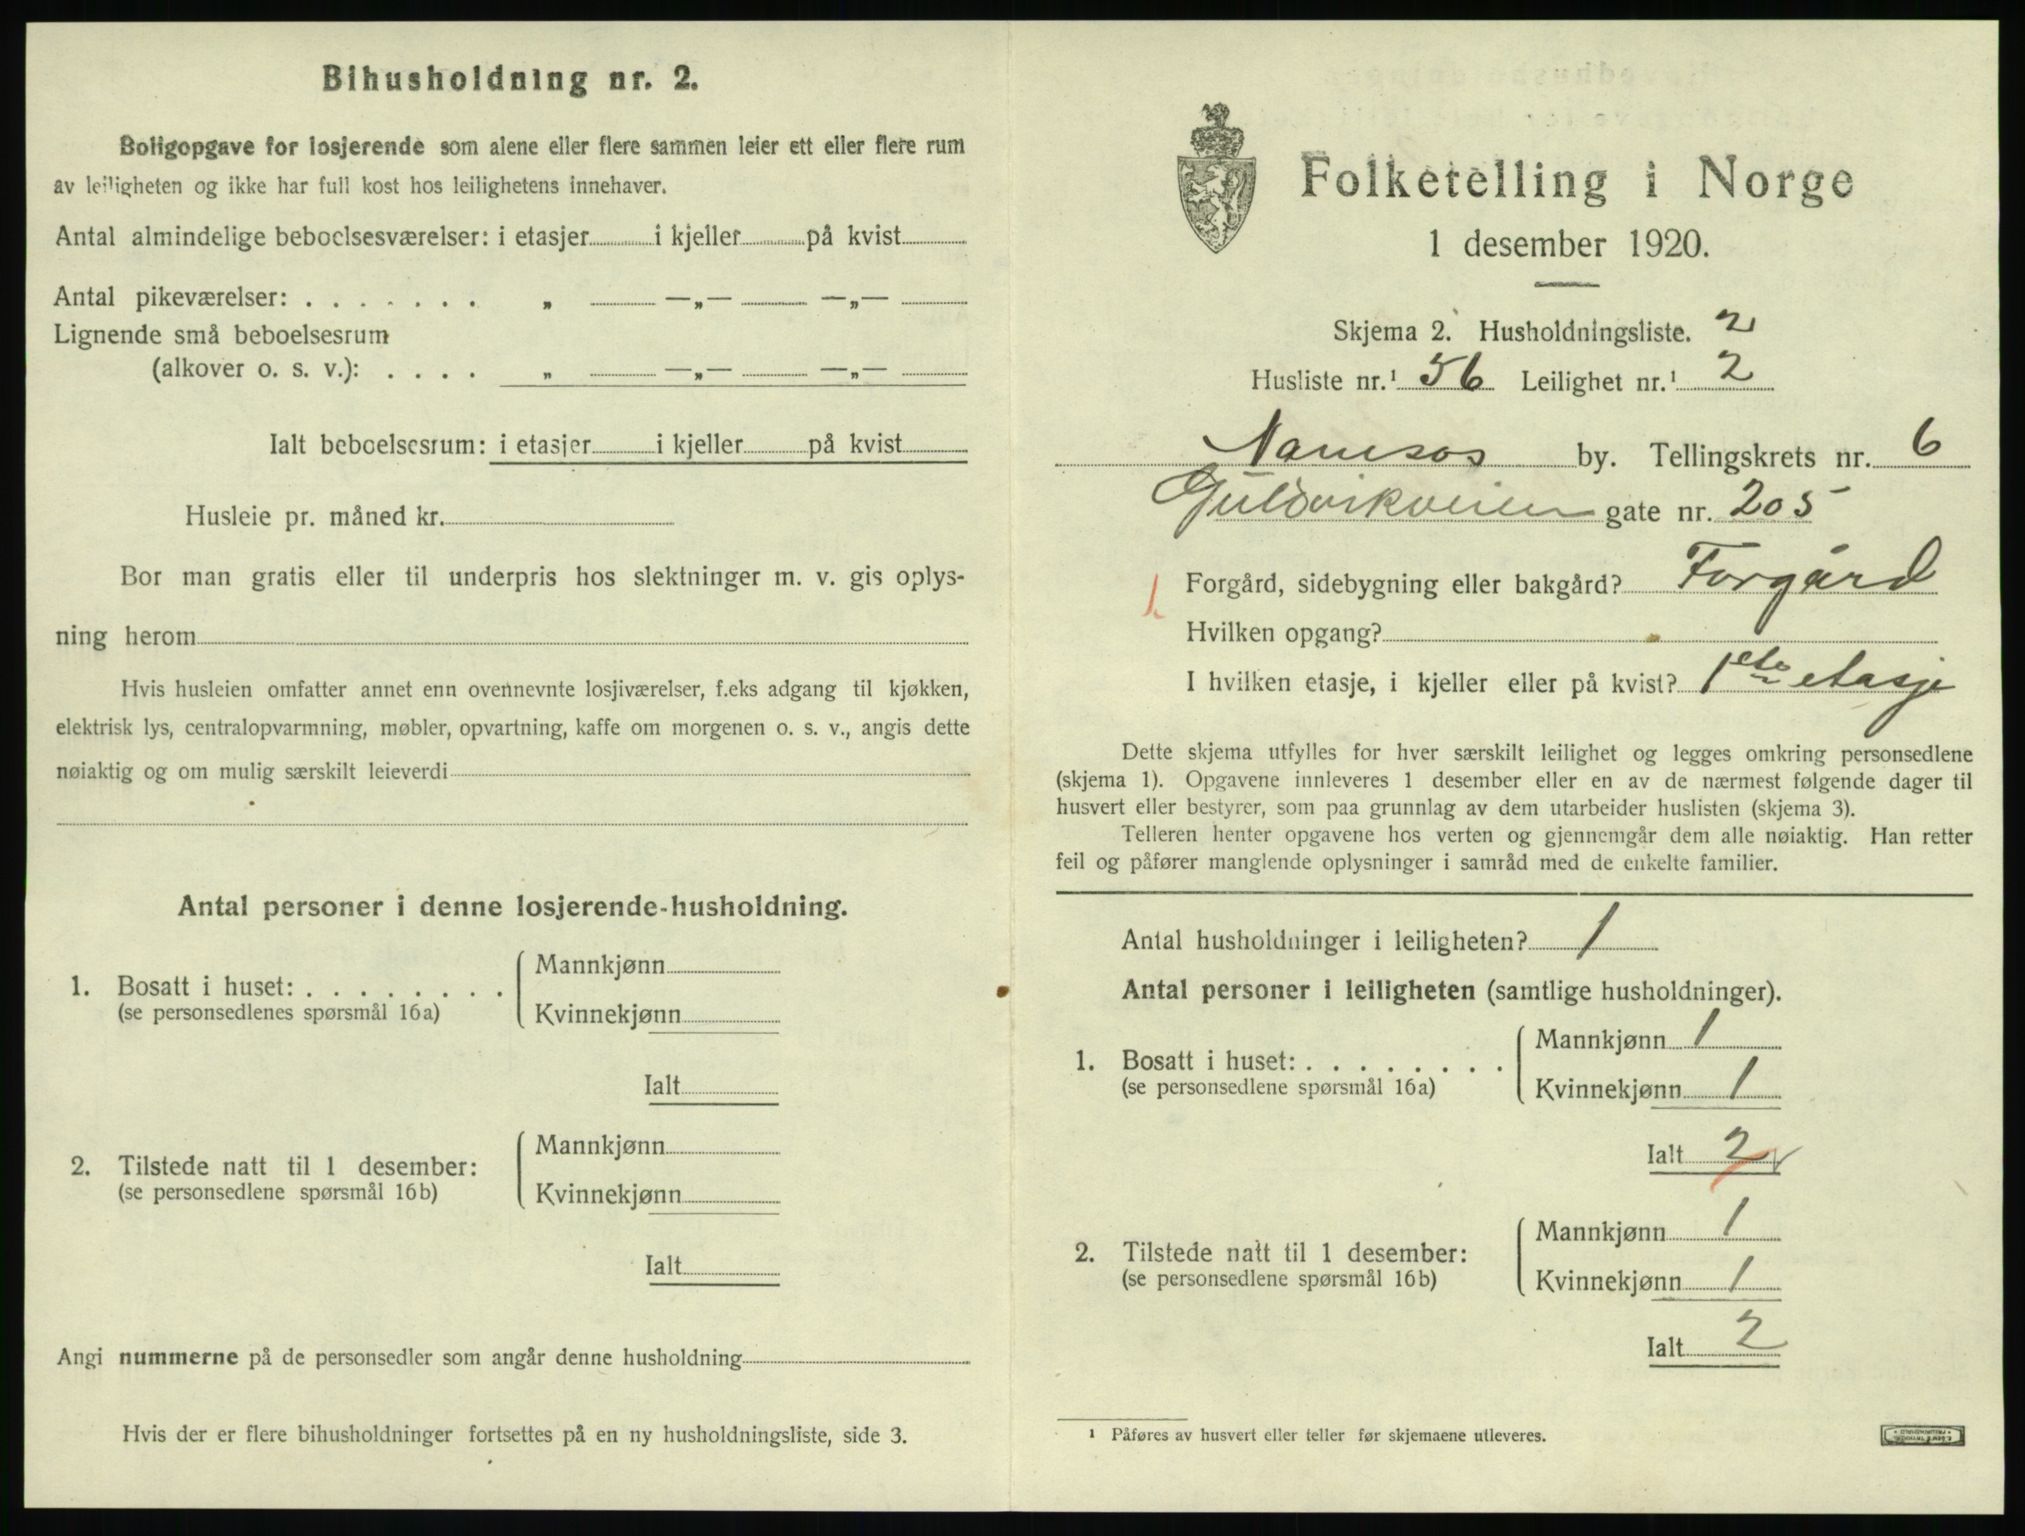 Bihusholdning nr. 2.
Boligopgave for losjerende som alene eller flere sammen leier ett eller flere rum
av leiligheten og ikke har full kost hos leilighetens innehaver.
Antal almindelige beboelsesværelser: i etasjer i kjeller på kvist
Antal pikeværelser: . . . . . . . „ —„— —„—
Lignende små beboelsesrum
(alkover o. s. v.): . . . . „ —„— —„—
Ialt beboelsesrum: i etasjer i kjeller på kvist
Husleie pr. måned kr.
Bor man gratis eller til underpris hos slektninger m. v. gis oplys-
ning herom
Hvis husleien omfatter annet enn ovennevnte losjiværelser, f.eks adgang til kjøkken,
elektrisk lys, centralopvarmning, møbler, opvartning, kaffe om morgenen o. s. v., angis dette
nøiaktig og om mulig særskilt leieverdi
Antal personer i denne losjerende-husholdning.
1. Bosatt i huset: . . . . . . . . Mannkjønn
(se personsedlenes spørsmål 16a) Kvinnekjønn
Ialt
2. Tilstede natt til 1 desember: Mannkjønn
(se personsedlene spørsmål 16b) Kvinnekjønn
Ialt
Angi nummerne på de personsedler som angår denne husholdning
Hvis der er flere bihusholdninger fortsettes på en ny husholdningsliste, side 3.
Folketelling i Norge
1 desember 1920.
Skjema 2. Husholdningsliste. 2
Husliste nr.¹ 56 Leilighet nr.¹ 2
Namsos by. Tellingskrets nr. 6
Guldvikveien gate nr. 205
1. Forgård, sidebygning eller bakgård? Forgård
Hvilken opgang?
I hvilken etasje, i kjeller eller på kvist? 1ste etasje
Dette skjema utfylles for hver særskilt leilighet og legges omkring personsedlene
(skjema 1). Opgavene innleveres 1 desember eller en av de nærmest følgende dager til
husvert eller bestyrer, som paa grunnlag av dem utarbeider huslisten (skjema 3).
Telleren henter opgavene hos verten og gjennemgår dem alle nøiaktig. Han retter
feil og påfører manglende oplysninger i samråd med de enkelte familier.
Antal husholdninger i leiligheten? 1
Antal personer i leiligheten (samtlige husholdninger).
1. Bosatt i huset: . . . . . . . . Mannkjønn 1
(se personsedlene spørsmål 16a) Kvinnekjønn 1
Ialt 2
2. Tilstede natt til 1 desember: Mannkjønn 1
(se personsedlene spørsmål 16b) Kvinnekjønn 1
Ialt 2
¹ Påføres av husvert eller teller før skjemaene utleveres.